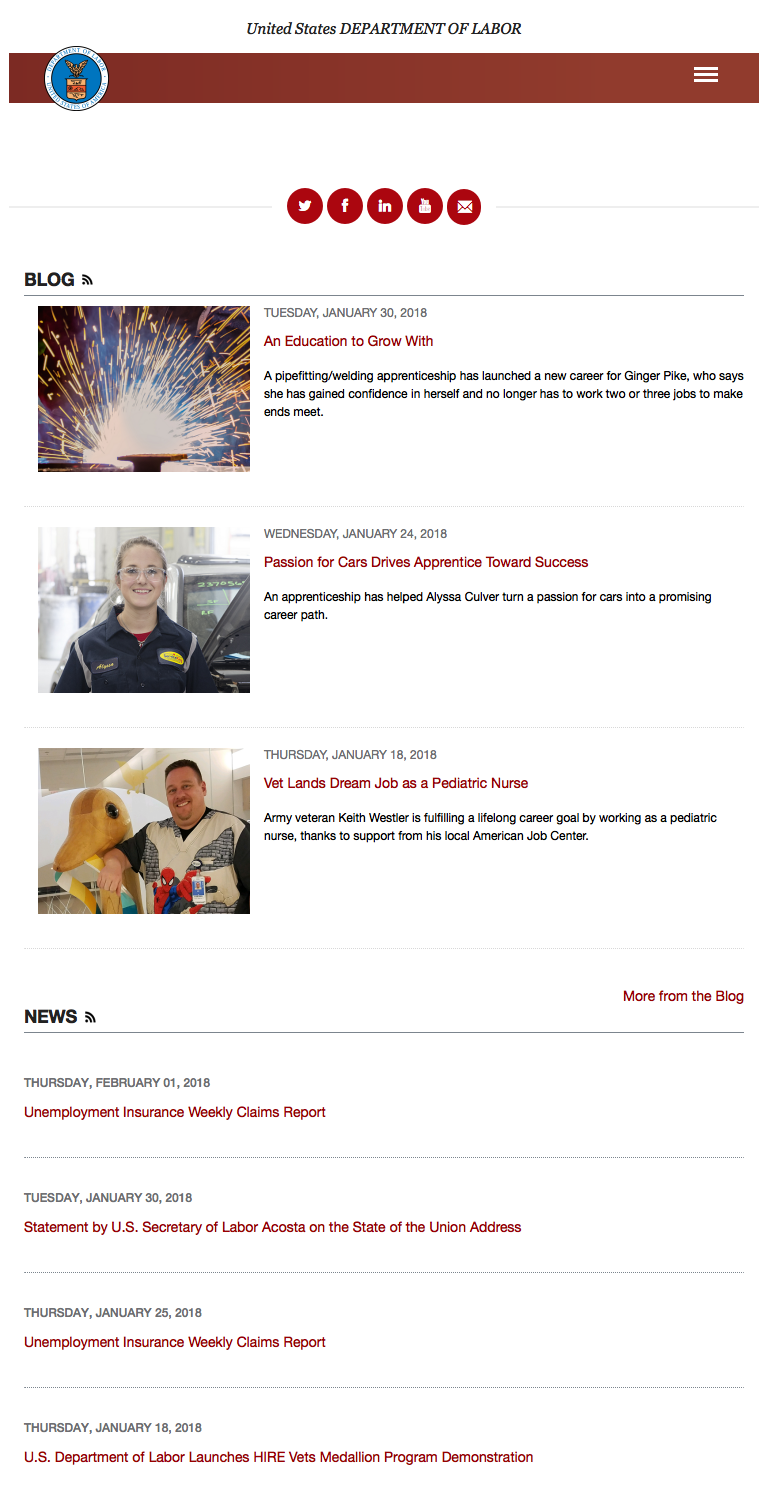 United States DEPARTMENT OF LABOR
DEPARTMENT OF LABOR
UNITED STATES OF AMERICA
BLOG
TUESDAY, JANUARY 30, 2018
An Education to Grow With
A pipefitting/welding apprenticeship has launched a new career for Ginger Pike, who says
she has gained confidence in herself and no longer has to work two or three jobs to make
ends meet.
WEDNESDAY, JANUARY 24, 2018
Passion for Cars Drives Apprentice Toward Success
An apprenticeship has helped Alyssa Culver turn a passion for cars into a promising
career path.
Alyssa
THURSDAY, JANUARY 18, 2018
Vet Lands Dream Job as a Pediatric Nurse
Army veteran Keith Westler is fulfilling a lifelong career goal by working as a pediatric
nurse, thanks to support from his local American Job Center.
More from the Blog
NEWS
THURSDAY, FEBRUARY 01, 2018
Unemployment Insurance Weekly Claims Report
TUESDAY, JANUARY 30, 2018
Statement by U.S. Secretary of Labor Acosta on the State of the Union Address
THURSDAY, JANUARY 25, 2018
Unemployment Insurance Weekly Claims Report
THURSDAY, JANUARY 18, 2018
U.S. Department of Labor Launches HIRE Vets Medallion Program Demonstration